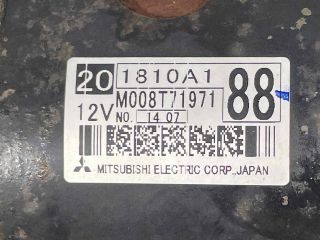 20 1810A1
12V M008T71971 88
NO. 14 07
MITSUBISHI ELECTRIC CORP., JAPAN